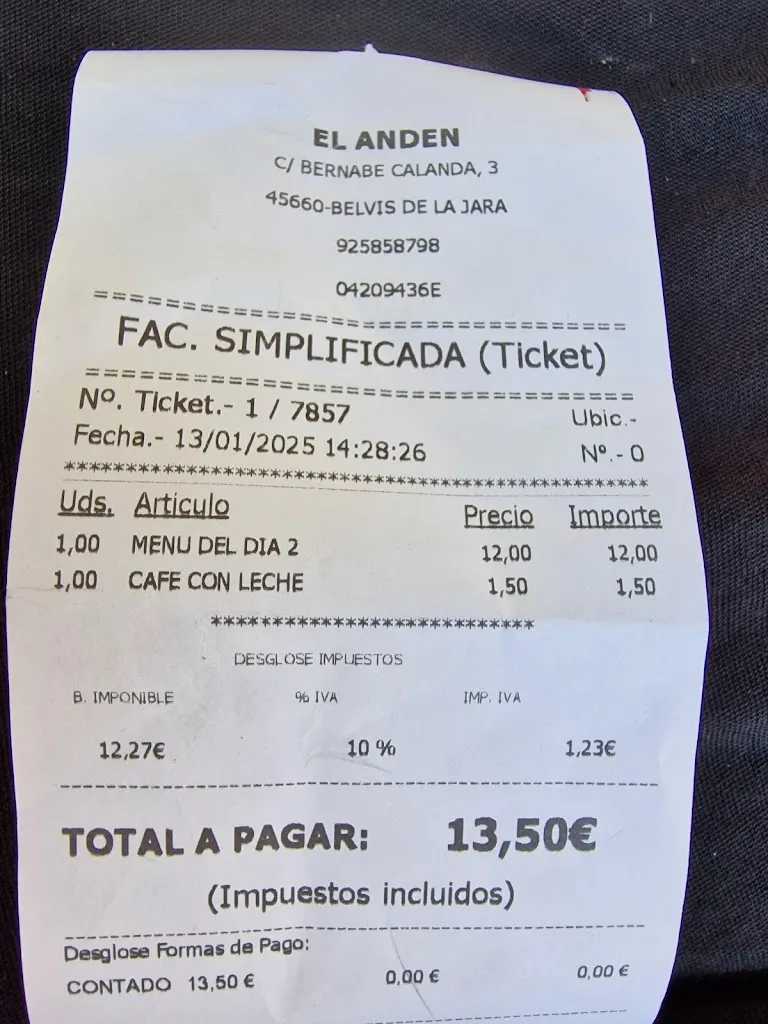 EL ANDEN
C/ BERNABE CALANDA, 3
45660-BELVIS DE LA JARA
925858798
04209436E
==========================================
FAC. SIMPLIFICADA (Ticket)
==========================================
Nº. Ticket.- 1 / 7857 Ubic.-
Fecha.- 13/01/2025 14:28:26 Nº.- 0
************************************************
Uds. Articulo Precio Importe
1,00 MENU DEL DIA 2 12,00 12,00
1,00 CAFE CON LECHE 1,50 1,50
**************************
DESGLOSE IMPUESTOS
B. IMPONIBLE % IVA IMP. IVA
12,27€ 10 % 1,23€
------------------------------------------------
TOTAL A PAGAR: 13,50€
(Impuestos incluidos)
------------------------------------------------
Desglose Formas de Pago:
CONTADO 13,50 € 0,00 € 0,00 €
------------------------------------------------